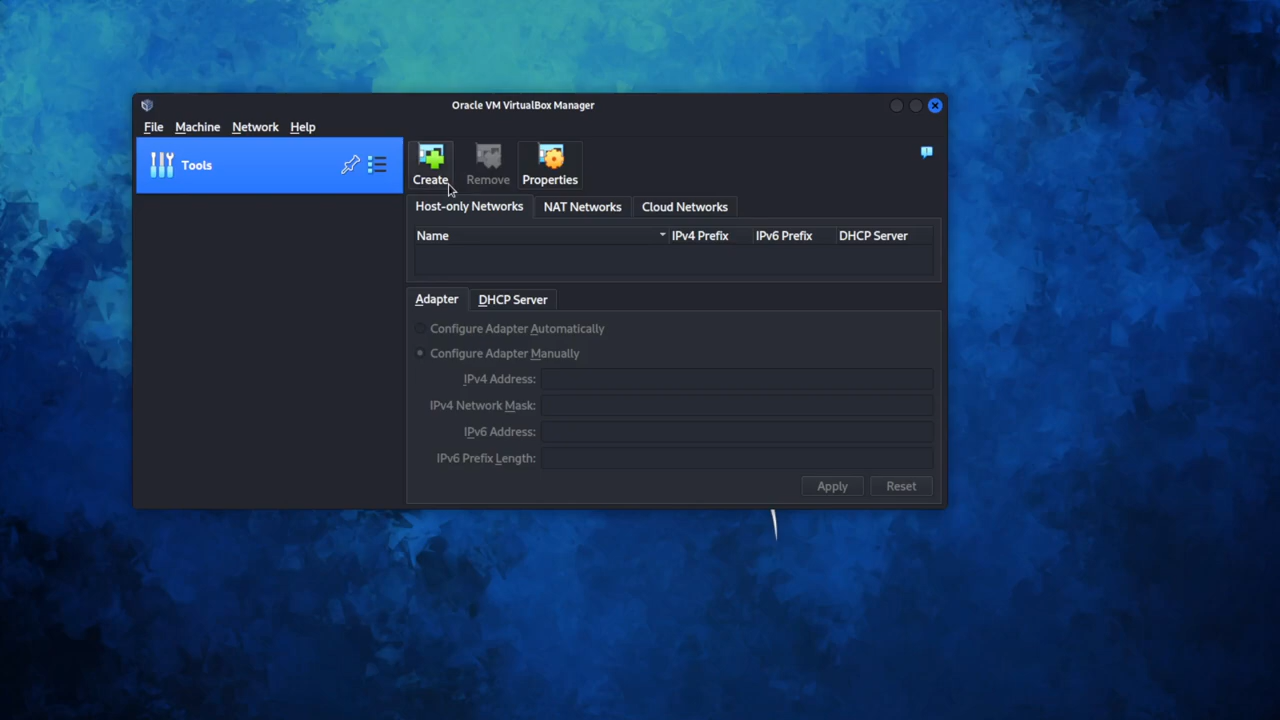 Oracle VM VirtualBox Manager
File Machine Network Help
Tools
Create Remove Properties
Host-only Networks NAT Networks Cloud Networks
Name IPv4 Prefix IPv6 Prefix DHCP Server
Adapter DHCP Server
Configure Adapter Automatically
Configure Adapter Manually
IPv4 Address:
IPv4 Network Mask:
IPv6 Address:
IPv6 Prefix Length:
Apply Reset